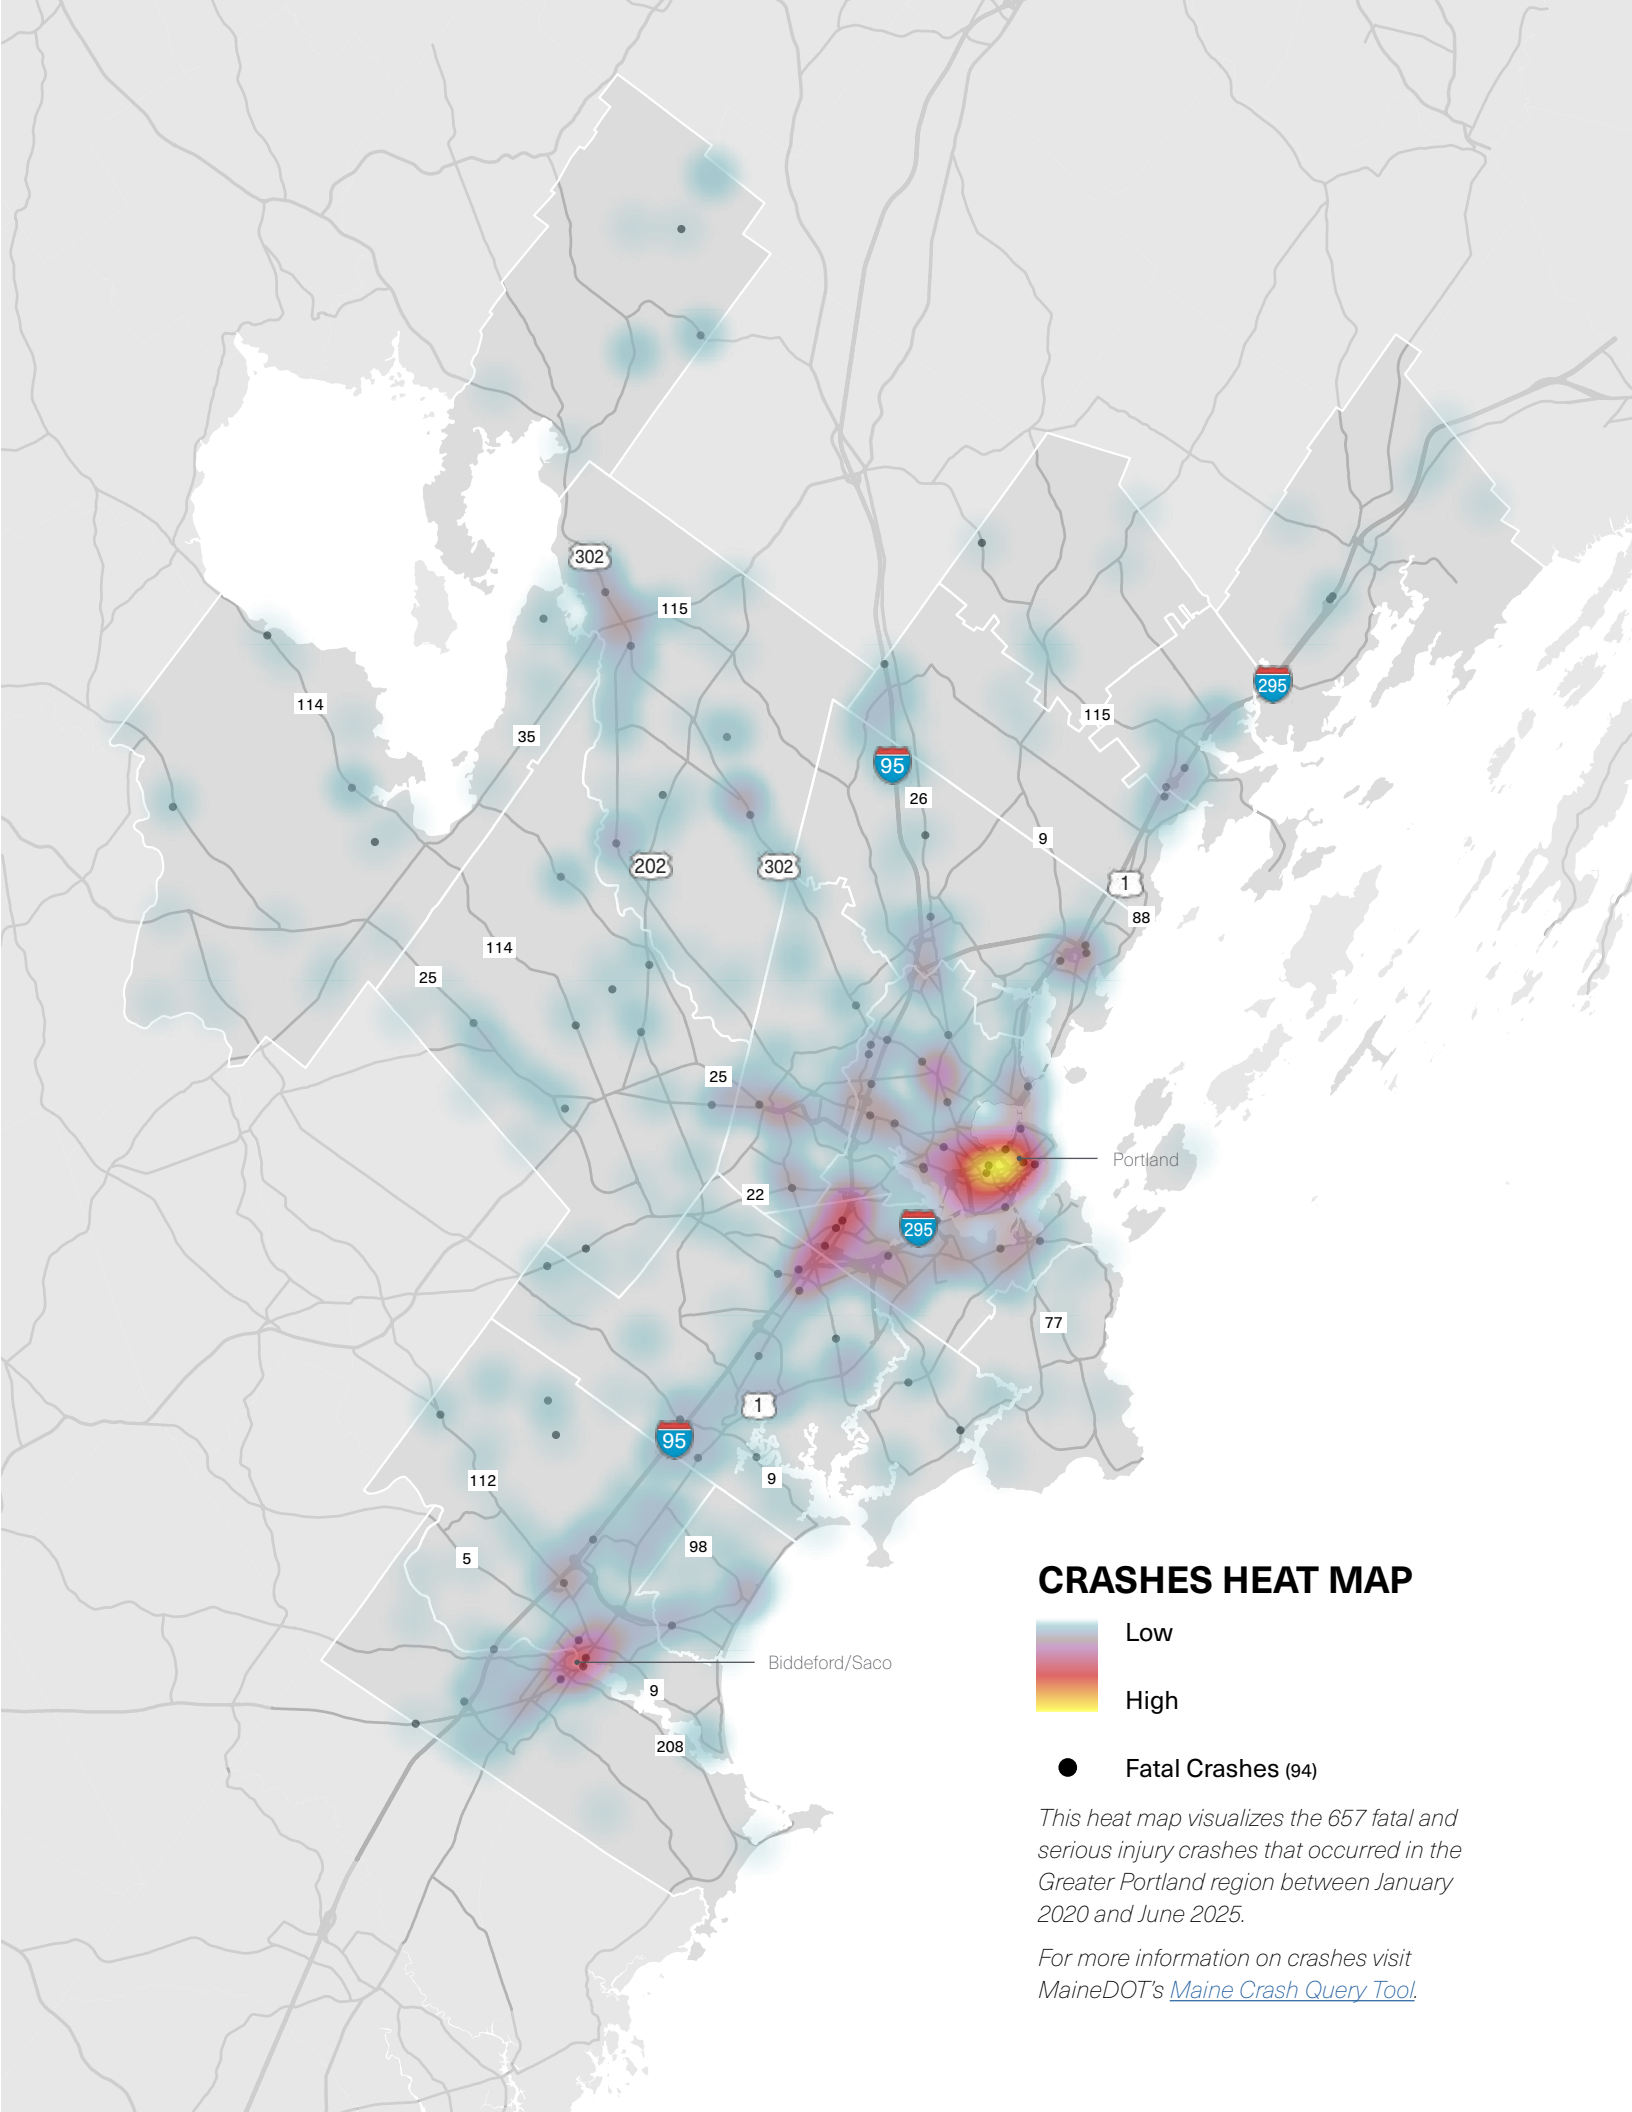 302
115
295
114
115
35
95
26
9
202
302
1
88
114
25
25
Portland
22
295
77
1
95
9
112
98
5
CRASHES HEAT MAP
Low
Biddeford/Saco
9
High
208
Fatal Crashes (94)
This heat map visualizes the 657 fatal and
serious injury crashes that occurred in the
Greater Portland region between January
2020 and June 2025.
For more information on crashes visit
MaineDOT's Maine Crash Query Tool.